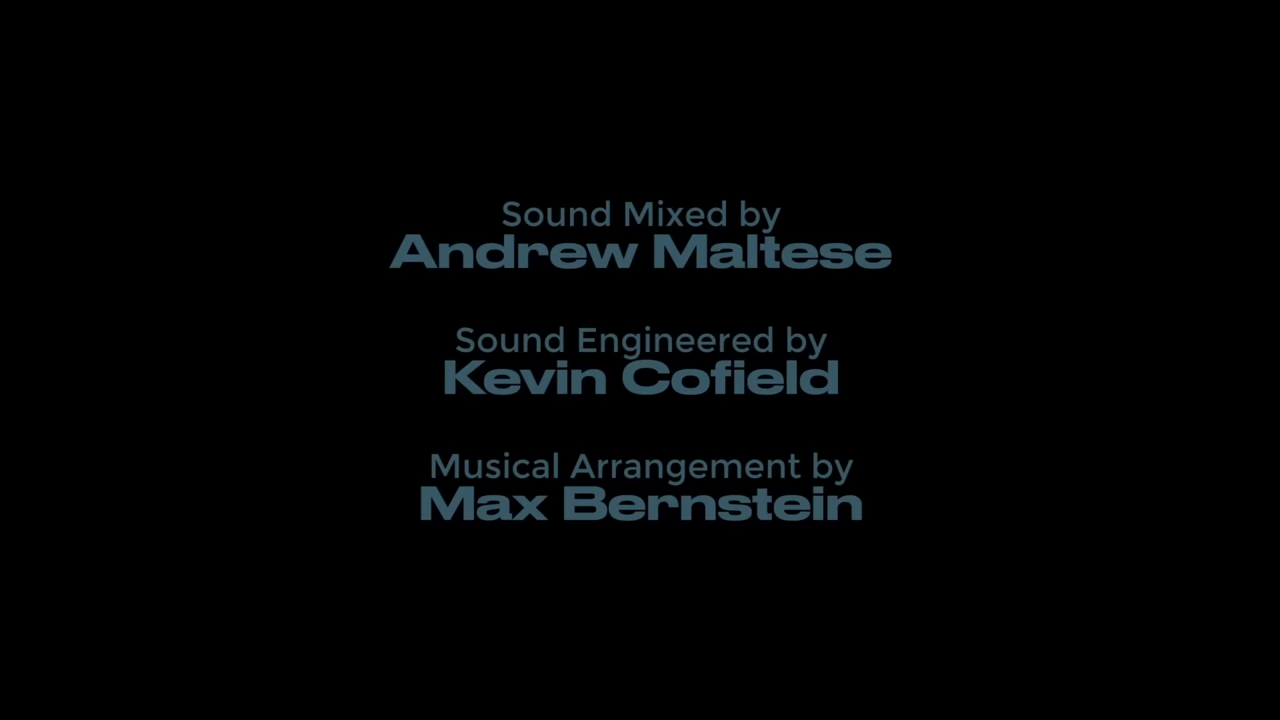 Sound Mixed by
Andrew Maltese
Sound Engineered by
Kevin Cofield
Musical Arrangement by
Max Bernstein